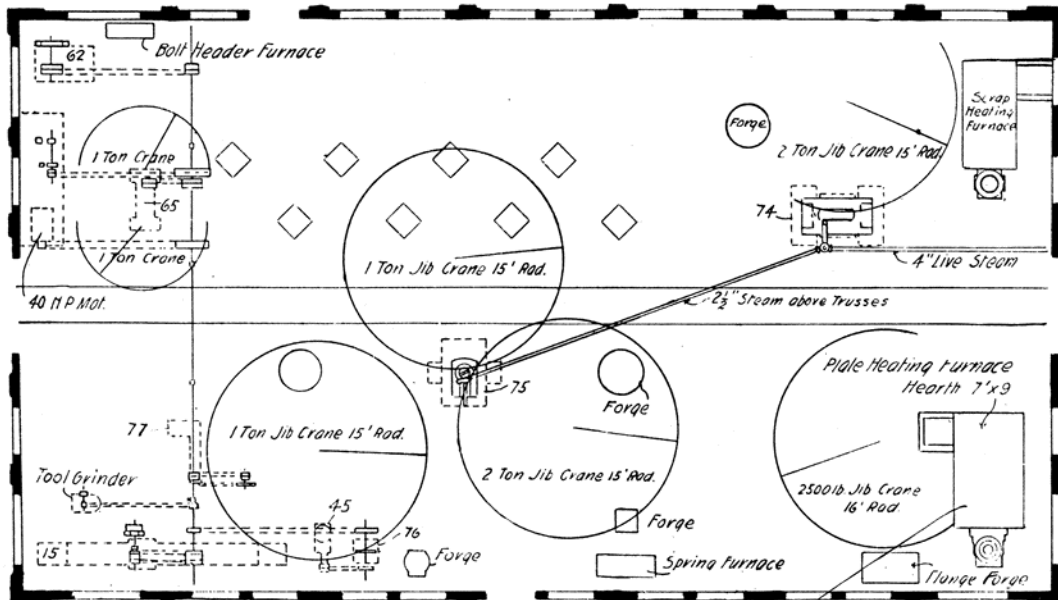 62
Bolt Header Furnace
1 Ton Crane
65
1 Ton Crane
40 H P Mot.
Forge
2 Ton Jib Crane 15' Rad.
Scrap
Heating
Furnace
74
4" Live Steam
1 Ton Jib Crane 15' Rad.
2½" Steam above Trusses
75
Forge
Plate Heating Furnace
Hearth 7'x9
77
1 Ton Jib Crane 15' Rad.
Tool Grinder
2 Ton Jib Crane 15' Rad.
2500 lb. Jib Crane
16' Rad.
45
76
15
Forge
Forge
Spring Furnace
Flange Forge